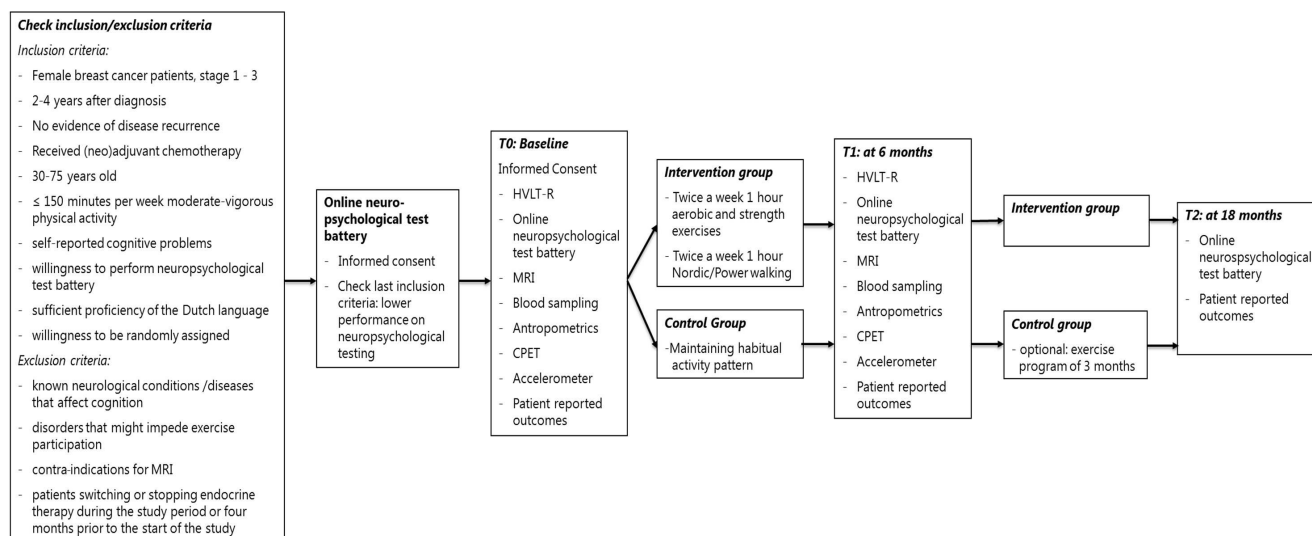 Check inclusion/exclusion criteria
Inclusion criteria:
- Female breast cancer patients, stage 1 - 3
- 2-4 years after diagnosis
- No evidence of disease recurrence
- Received (neo)adjuvant chemotherapy
- 30-75 years old
- ≤ 150 minutes per week moderate-vigorous
physical activity
- self-reported cognitive problems
- willingness to perform neuropsychological
test battery
- sufficient proficiency of the Dutch language
- willingness to be randomly assigned
Exclusion criteria:
- known neurological conditions /diseases
that affect cognition
- disorders that might impede exercise
participation
- contra-indications for MRI
- patients switching or stopping endocrine
therapy during the study period or four
months prior to the start of the study
Online neuro-
psychological test
battery
- Informed consent
- Check last inclusion
criteria: lower
performance on
neuropsychological
testing
T0: Baseline
Informed Consent
- HVLT-R
- Online
neuropsychological
test battery
- MRI
- Blood sampling
- Antropometrics
- CPET
- Accelerometer
- Patient reported
outcomes
Intervention group
- Twice a week 1 hour
aerobic and strength
exercises
- Twice a week 1 hour
Nordic/Power walking
Control Group
-Maintaining habitual
activity pattern
T1: at 6 months
- HVLT-R
- Online
neuropsychological
test battery
- MRI
- Blood sampling
- Antropometrics
- CPET
- Accelerometer
- Patient reported
outcomes
Intervention group
Control group
- optional: exercise
program of 3 months
T2: at 18 months
- Online
neurospychological
test battery
- Patient reported
outcomes